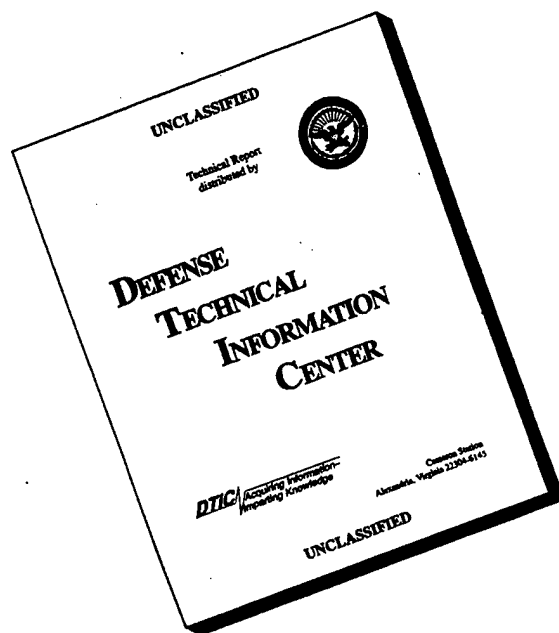 UNCLASSIFIED
Technical Report
distributed by
DEFENSE
TECHNICAL
INFORMATION
CENTER
DTIC
Acquiring Information–
Imparting Knowledge
Cameron Station
Alexandria, Virginia 22304-6145
UNCLASSIFIED